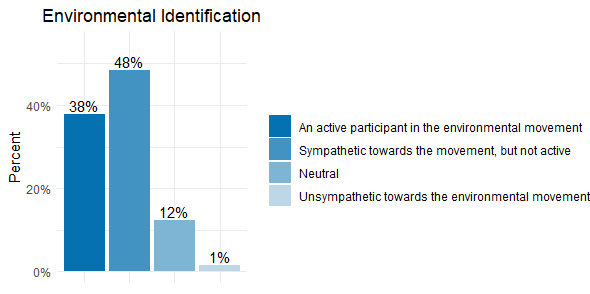 Environmental Identification
48%
38%
12%
1%
40%
20%
0%
Percent
An active participant in the environmental movement
Sympathetic towards the movement, but not active
Neutral
Unsympathetic towards the environmental movement